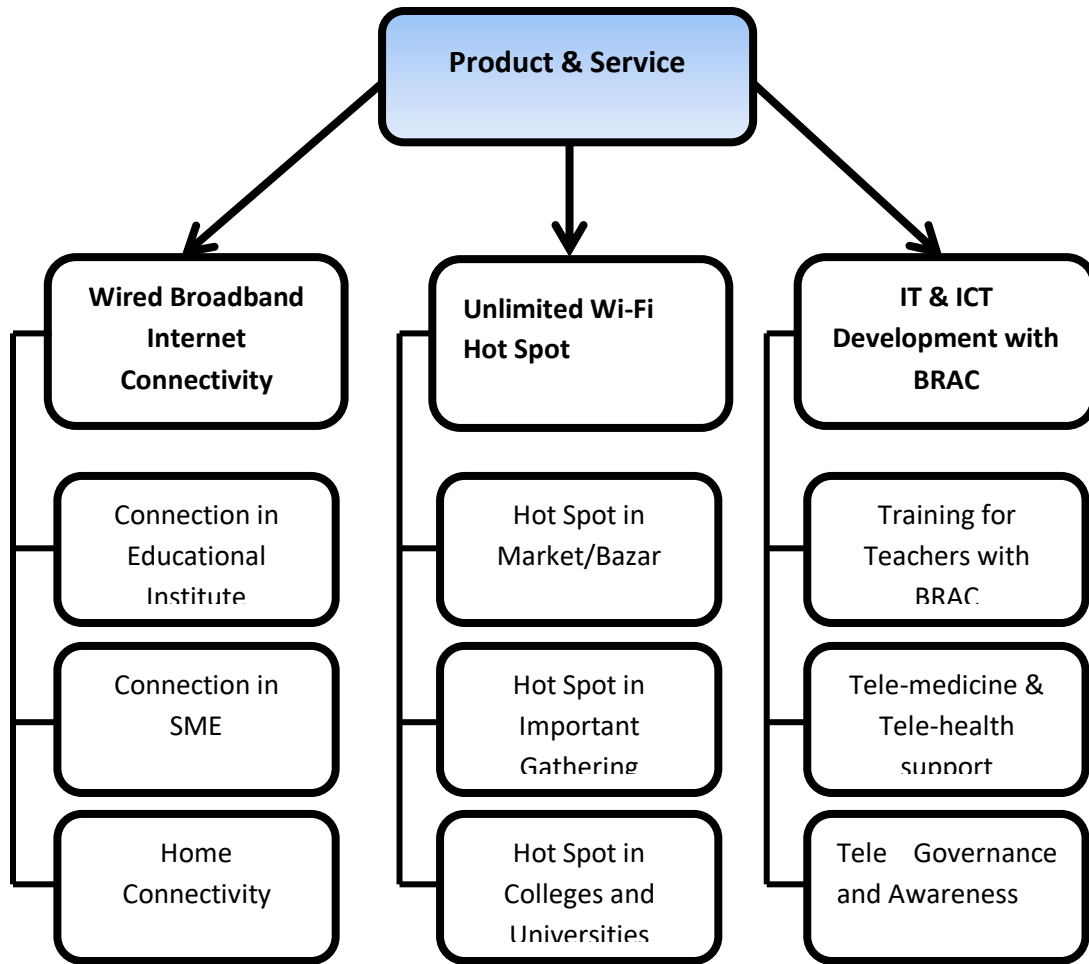 Product & Service
Wired Broadband
Internet
Connectivity
Unlimited Wi-Fi
Hot Spot
IT & ICT
Development with
BRAC
Connection in
Educational
Institute
Hot Spot in
Market/Bazar
Training for
Teachers with
BRAC
Connection in
SME
Hot Spot in
Important
Gathering
Tele-medicine &
Tele-health
support
Home
Connectivity
Hot Spot in
Colleges and
Universities
Tele Governance
and Awareness